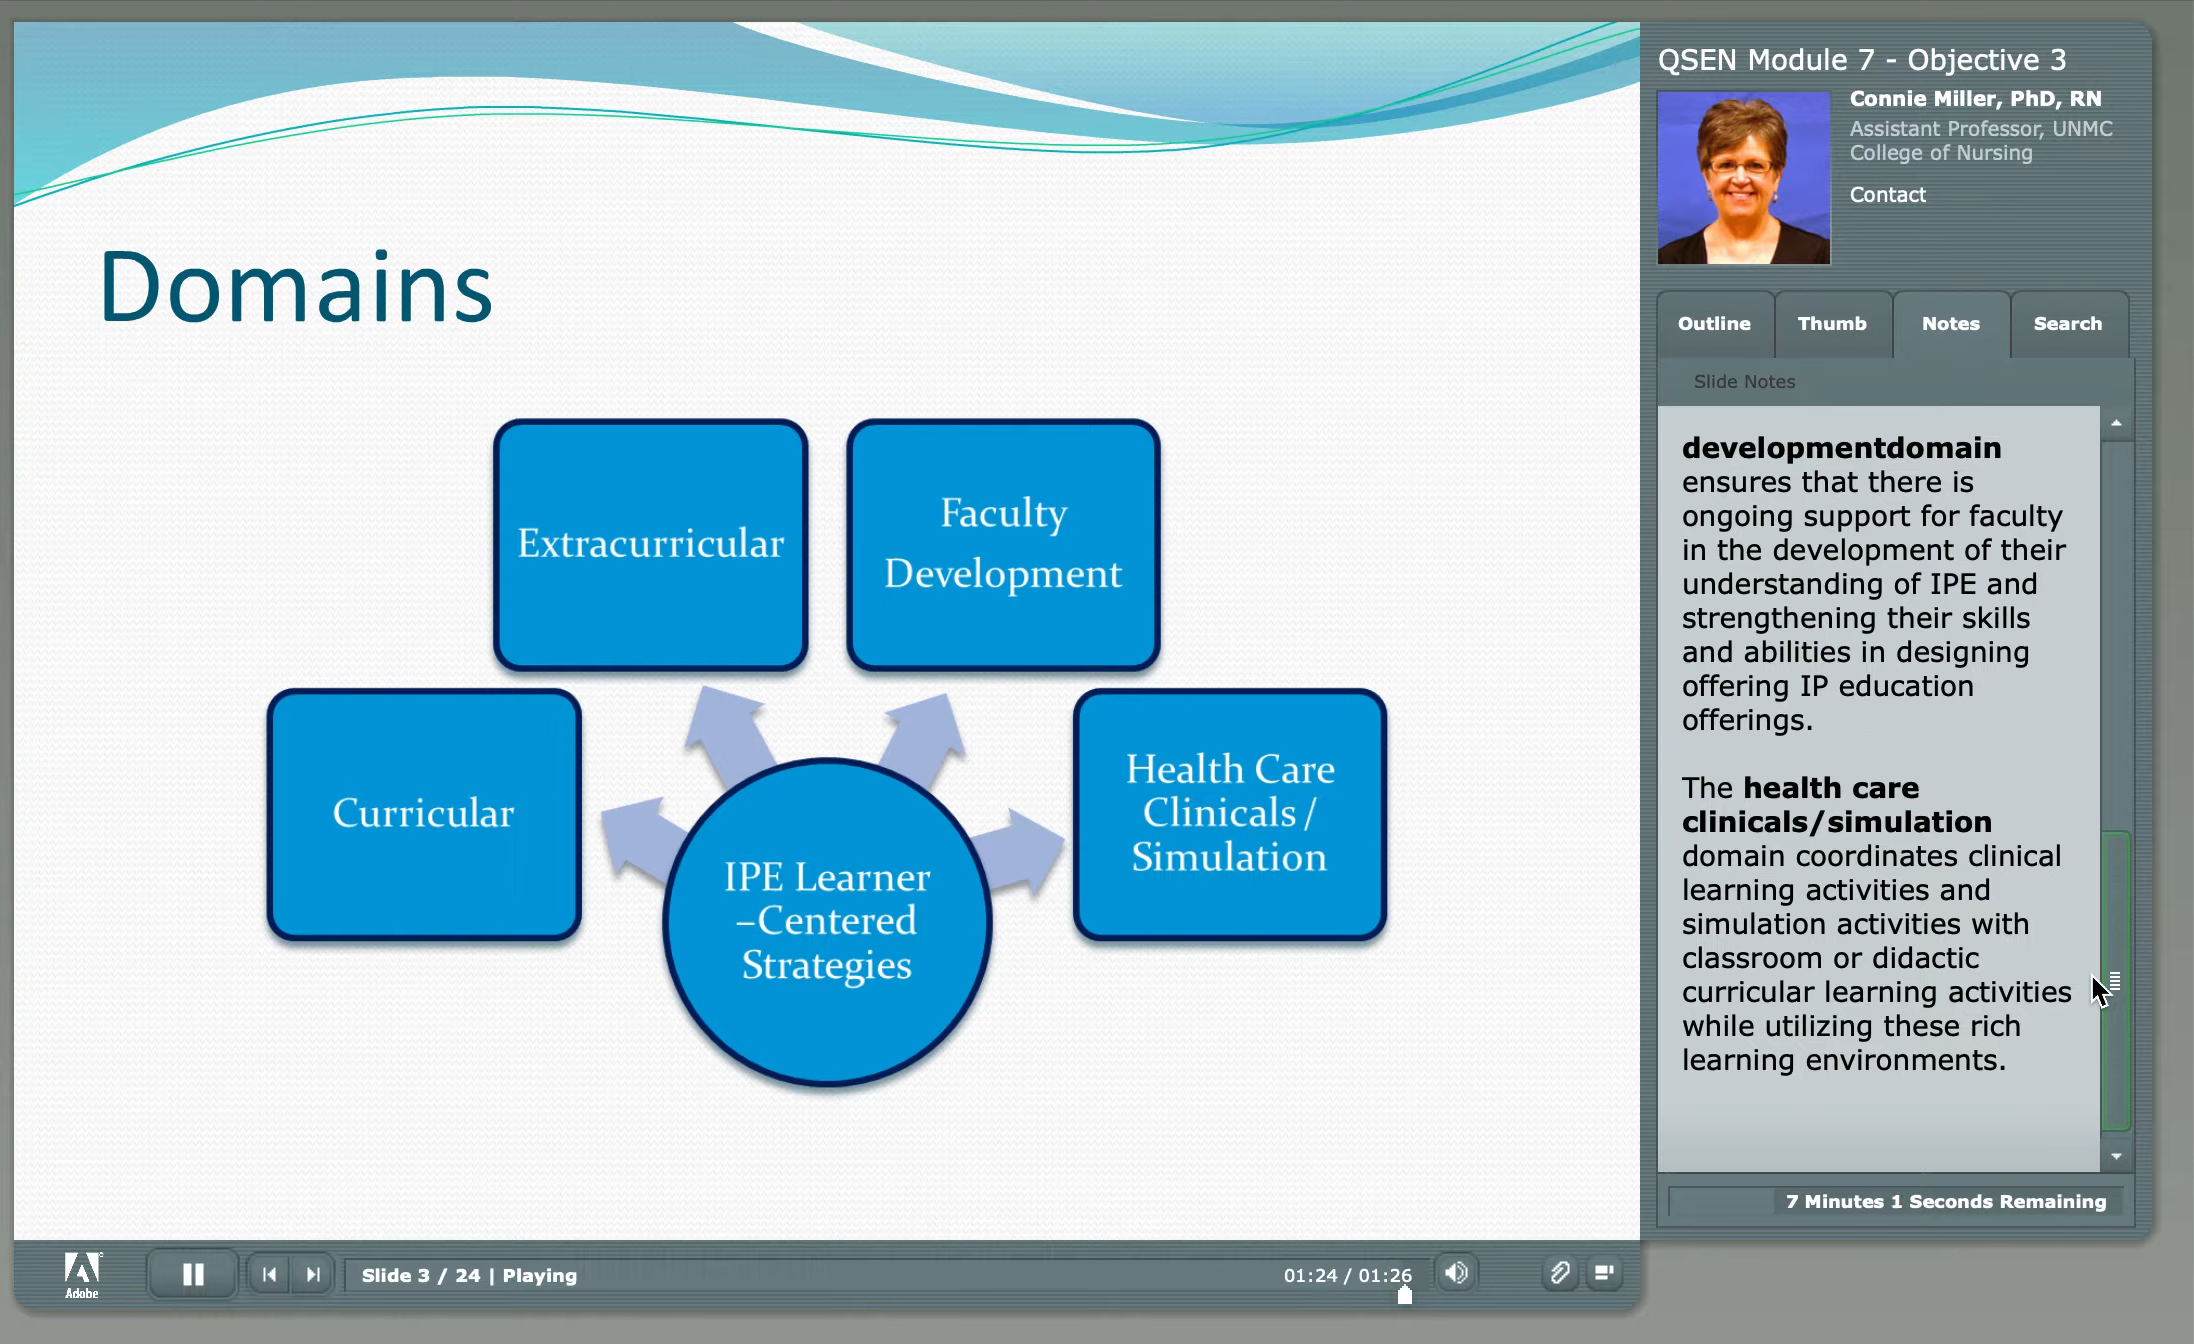 Domains
Extracurricular
Faculty
Development
Curricular
Health Care
Clinicals /
Simulation
IPE Learner
–Centered
Strategies
QSEN Module 7 - Objective 3
Connie Miller, PhD, RN
Assistant Professor, UNMC
College of Nursing
Contact
Outline
Thumb
Notes
Search
Slide Notes
developmentdomain
ensures that there is
ongoing support for faculty
in the development of their
understanding of IPE and
strengthening their skills
and abilities in designing
offering IP education
offerings.
The health care
clinicals/simulation
domain coordinates clinical
learning activities and
simulation activities with
classroom or didactic
curricular learning activities
while utilizing these rich
learning environments.
7 Minutes 1 Seconds Remaining
Adobe
Slide 3 / 24 | Playing
01:24 / 01:26